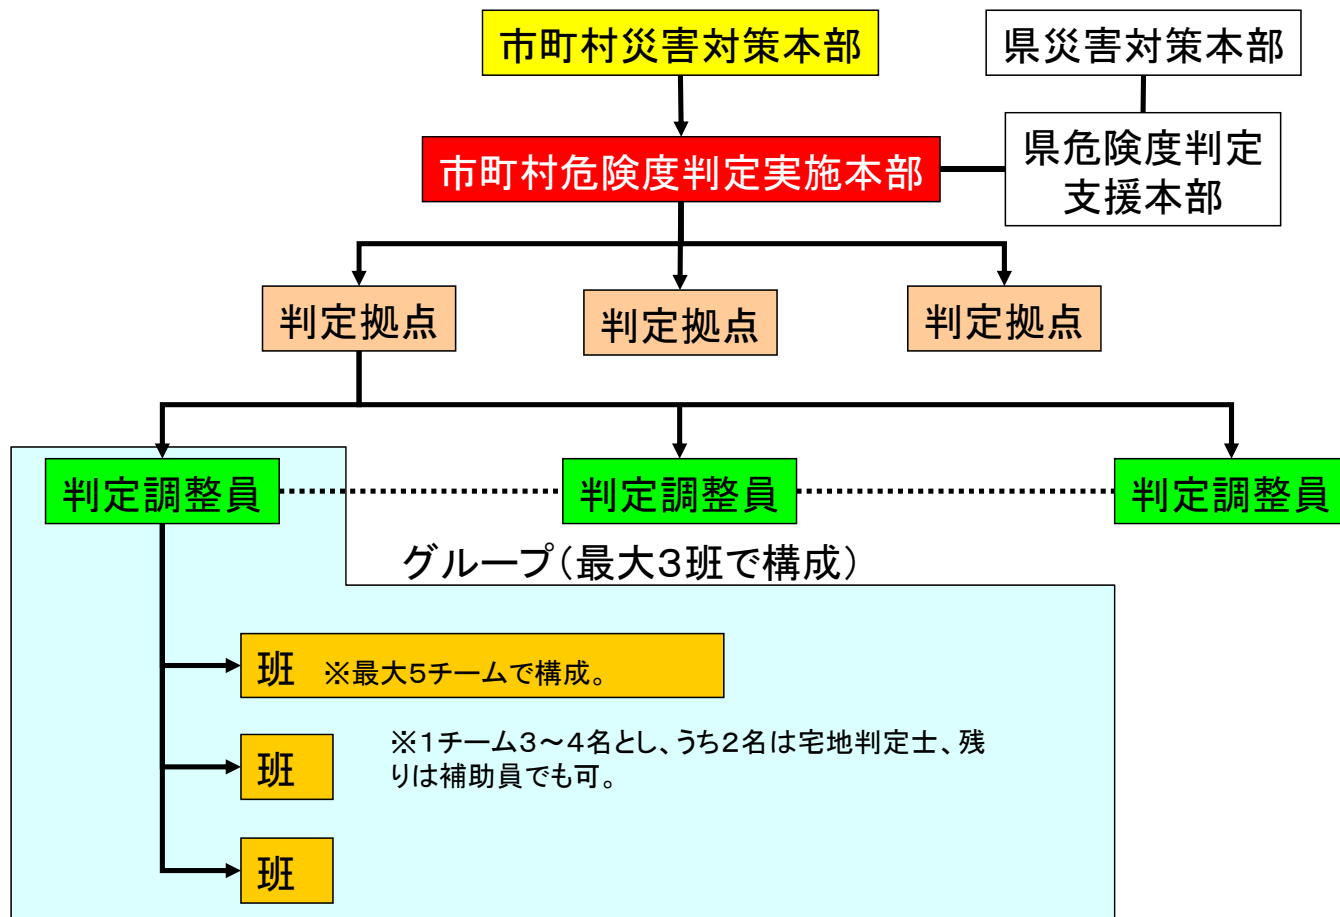 市町村災害対策本部
県災害対策本部
市町村危険度判定実施本部
県危険度判定
支援本部
判定拠点
判定拠点
判定拠点
判定調整員
判定調整員
判定調整員
グループ（最大３班で構成）
班 ※最大５チームで構成。
※１チーム３～４名とし、うち２名は宅地判定士、残
りは補助員でも可。
班
班